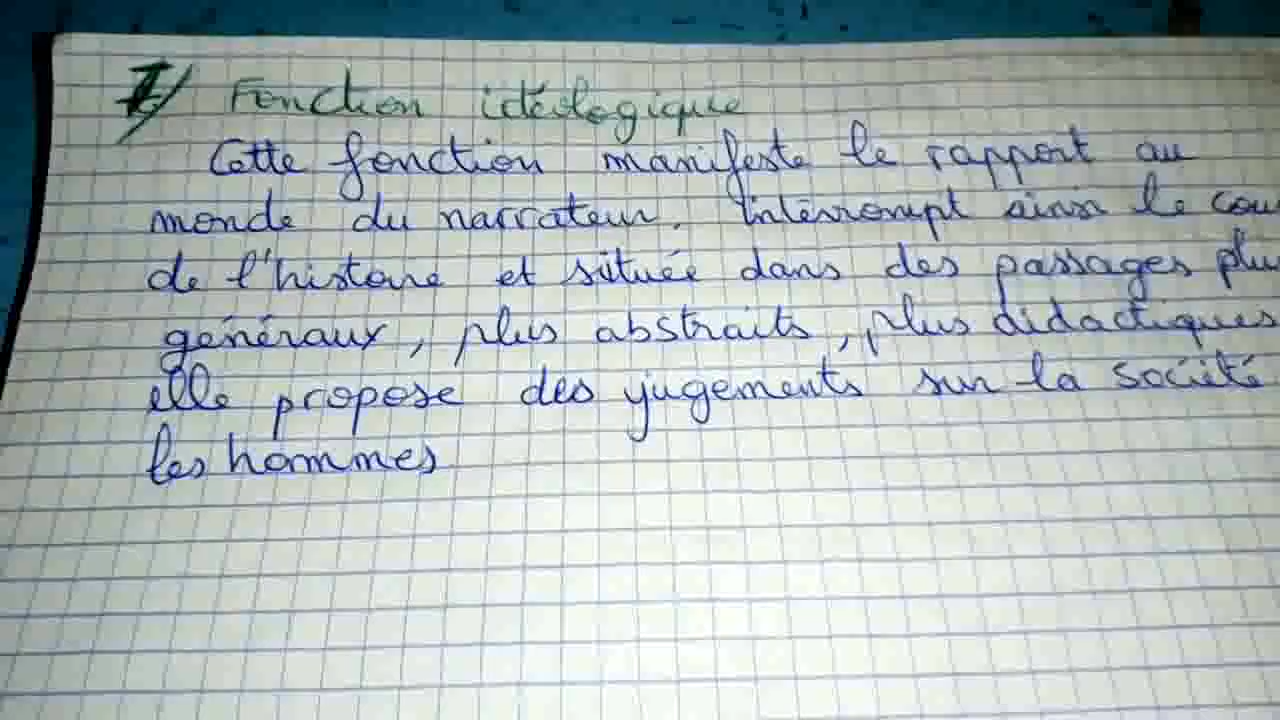 Fonction idéologique
Cette fonction manifeste le rapport au
monde du narrateur. Intérrompt ainsi le cou
de l'histoire et située dans des passages plu
généraux, plus abstraits, plus didactiques
elle propose des jugements sur la société
les hommes